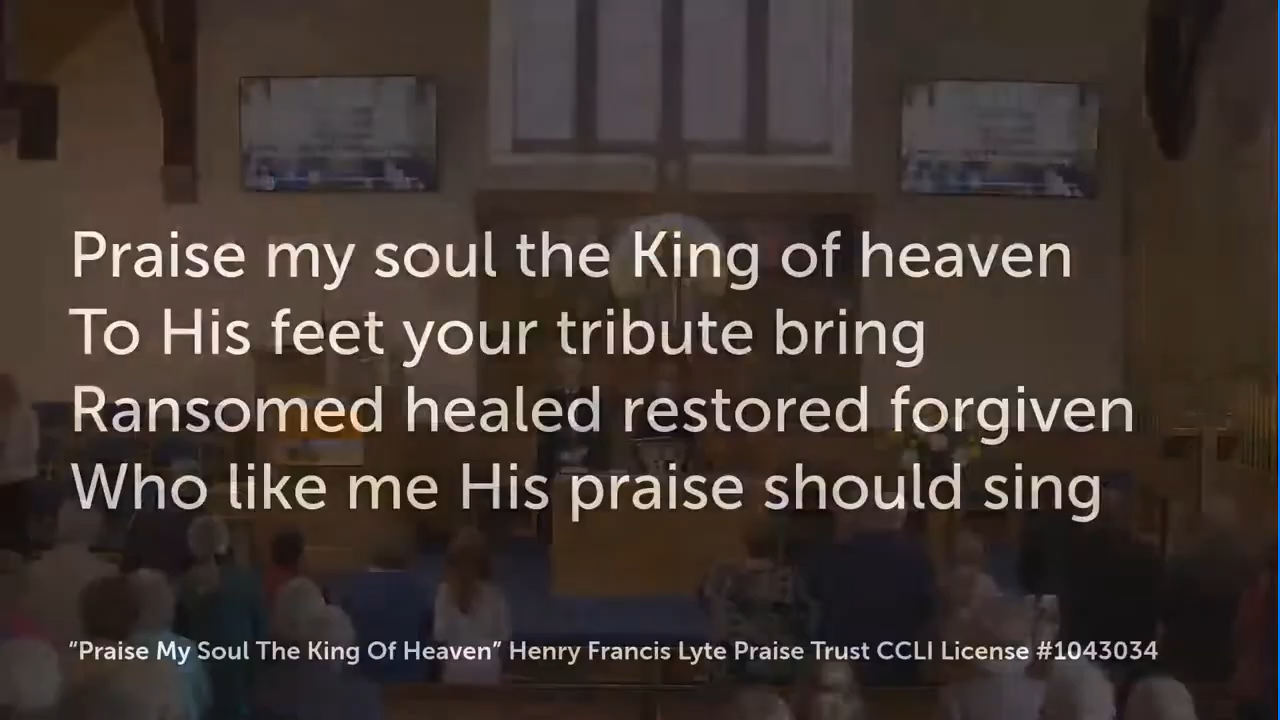 Praise my soul the King of heaven
To His feet your tribute bring
Ransomed healed restored forgiven
Who like me His praise should sing
“Praise My Soul The King Of Heaven” Henry Francis Lyte Praise Trust CCLI License #1043034